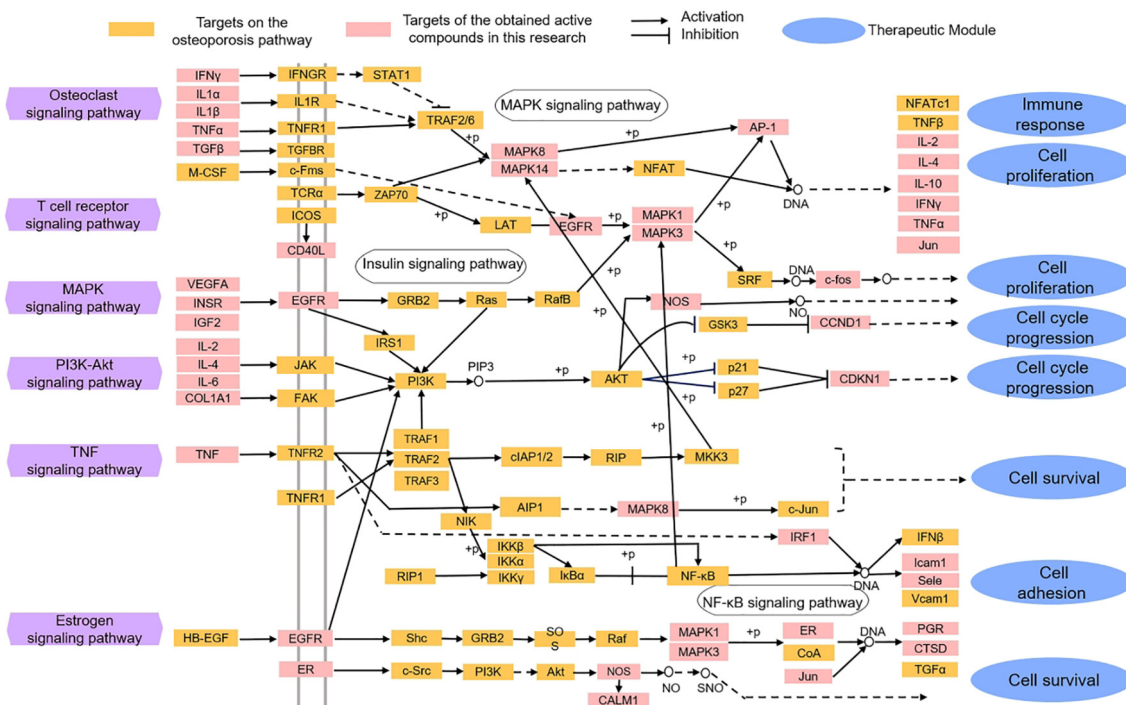 Targets on the
osteoporosis pathway
Targets of the obtained active
compounds in this research
Activation
Inhibition
Therapeutic Module
Osteoclast
signaling pathway
T cell receptor
signaling pathway
MAPK
signaling pathway
PI3K-Akt
signaling pathway
TNF
signaling pathway
Estrogen
signaling pathway
IFNγ
IFNGR
STAT1
IL1α
IL1β
IL1R
TRAF2/6
TNFα
TNFR1
TGFβ
TGFBR
M-CSF
c-Fms
TCRα
ZAP70
ICOS
CD40L
LAT
EGFR
+p
+p
+p
MAPK signaling pathway
MAPK8
MAPK14
+p
AP-1
NFAT
DNA
MAPK1
MAPK3
+p
+p
+p
SRF
DNA
c-fos
NFATc1
TNFβ
IL-2
IL-4
IL-10
IFNγ
TNFα
Jun
Immune
response
Cell
proliferation
Cell
proliferation
Cell cycle
progression
Cell cycle
progression
Cell survival
Cell
adhesion
Cell survival
Insulin signaling pathway
VEGFA
INSR
IGF2
EGFR
GRB2
Ras
RafB
+p
IRS1
NOS
NO
GSK3
CCND1
IL-2
IL-4
IL-6
COL1A1
JAK
FAK
PI3K
PIP3
+p
AKT
+p
+p
p21
p27
CDKN1
TNF
TNFR2
TNFR1
TRAF1
TRAF2
TRAF3
cIAP1/2
RIP
MKK3
+p
AIP1
MAPK8
+p
c-Jun
NIK
+p
IKKβ
IKKα
IKKγ
RIP1
IκBα
+p
NF-κB
IRF1
DNA
IFNβ
Icam1
Sele
Vcam1
NF-κB signaling pathway
HB-EGF
EGFR
Shc
GRB2
SO
S
Raf
MAPK1
MAPK3
+p
ER
CoA
Jun
DNA
PGR
CTSD
TGFα
ER
c-Src
PI3K
Akt
NOS
NO
SNO
CALM1